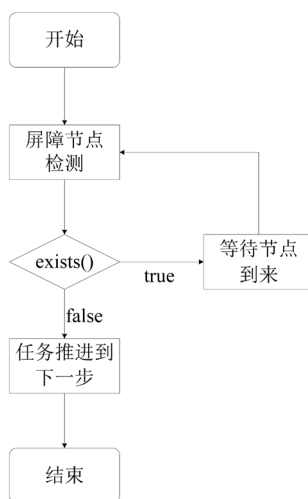 开始
屏障节点
检测
exists()
true
等待节点
到来
false
任务推进到
下一步
结束